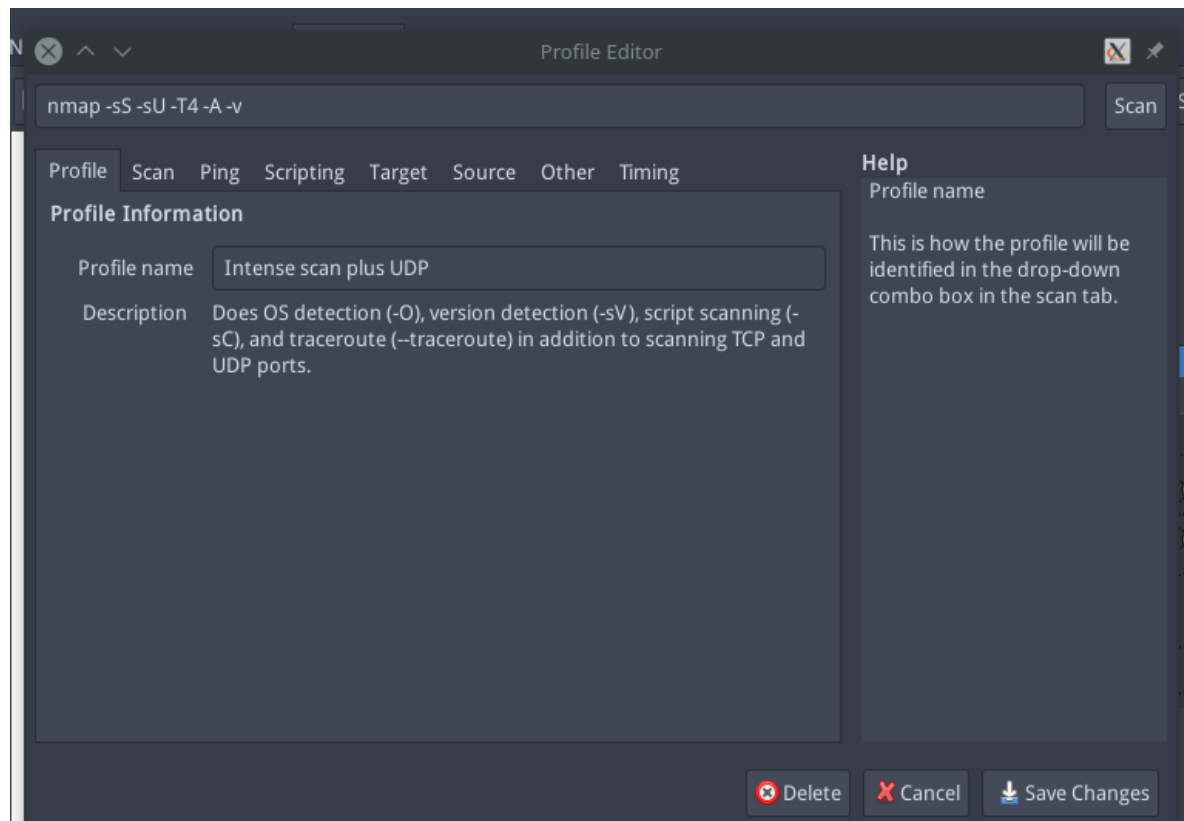 N
Profile Editor
nmap -sS -sU -T4 -A -v
Scan
Profile
Scan
Ping
Scripting
Target
Source
Other
Timing
Profile Information
Profile name
Intense scan plus UDP
Description
Does OS detection (-O), version detection (-sV), script scanning (-
sC), and traceroute (--traceroute) in addition to scanning TCP and
UDP ports.
Help
Profile name
This is how the profile will be
identified in the drop-down
combo box in the scan tab.
Delete
Cancel
Save Changes